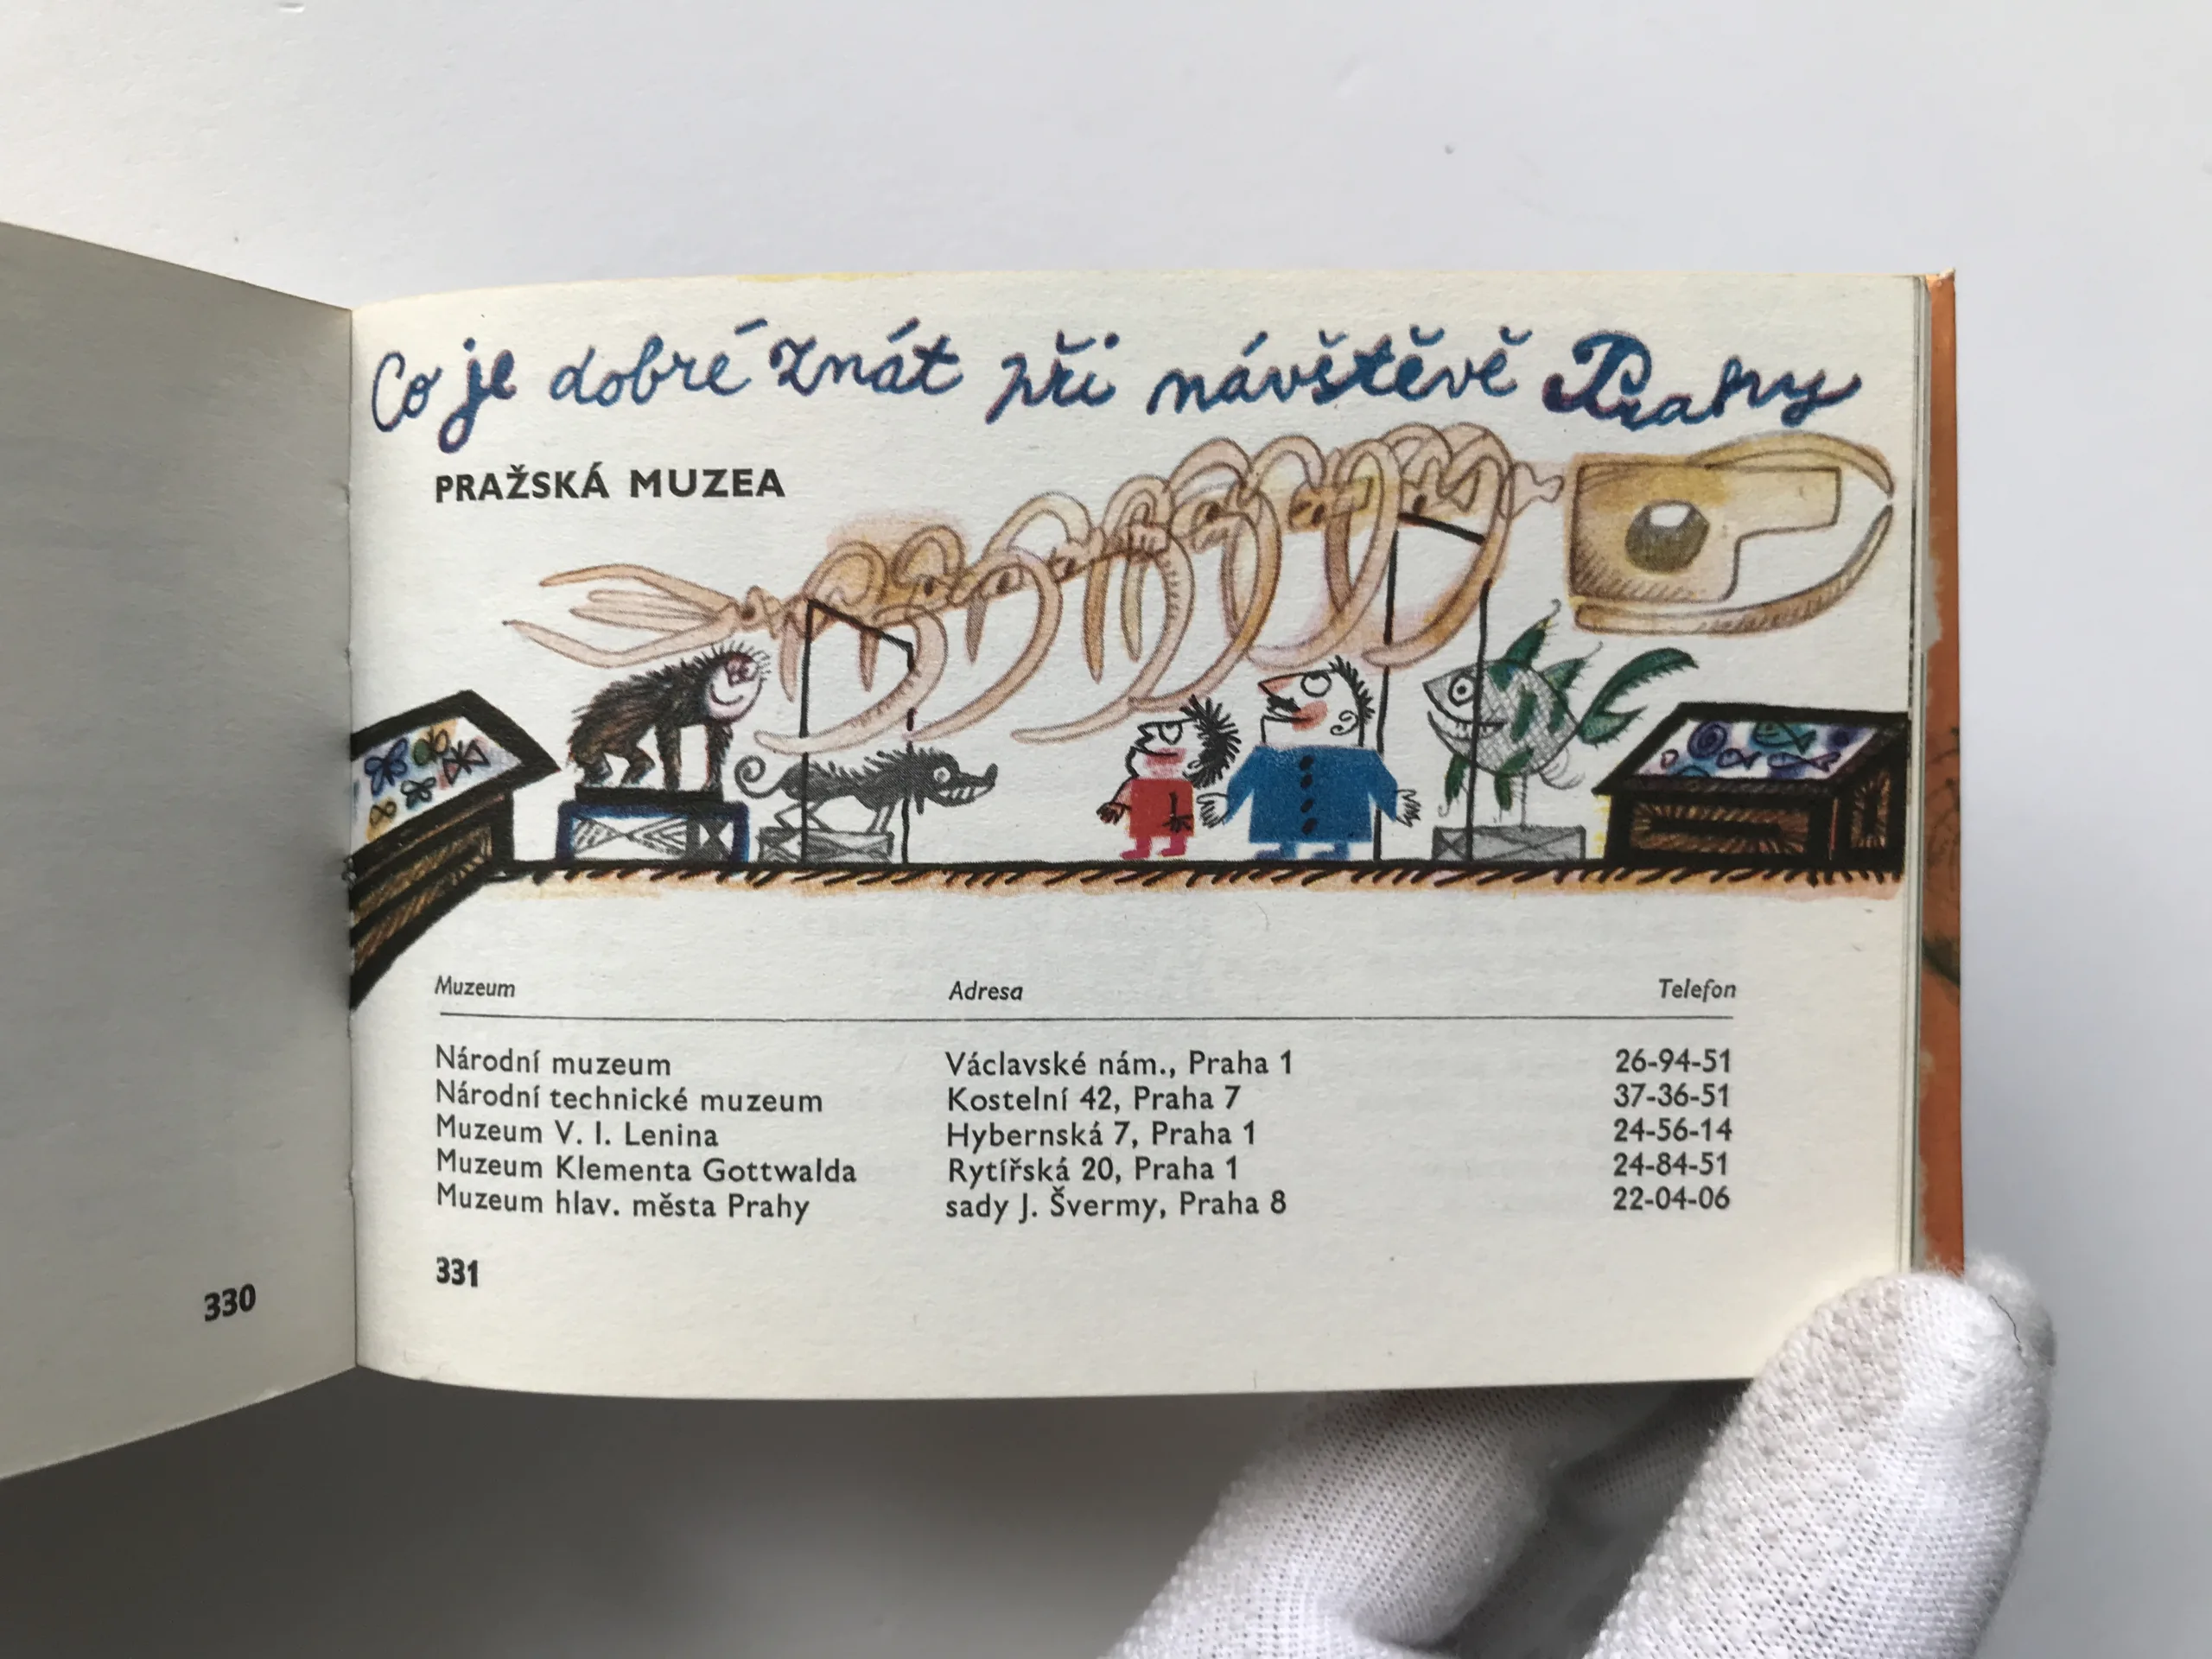 Co je dobré znát při návštěvě Prahy
PRAŽSKÁ MUZEA
Muzeum Adresa Telefon
Národní muzeum Václavské nám., Praha 1 26-94-51
Národní technické muzeum Kostelní 42, Praha 7 37-36-51
Muzeum V. I. Lenina Hybernská 7, Praha 1 24-56-14
Muzeum Klementa Gottwalda Rytířská 20, Praha 1 24-84-51
Muzeum hlav. města Prahy sady J. Švermy, Praha 8 22-04-06
330
331